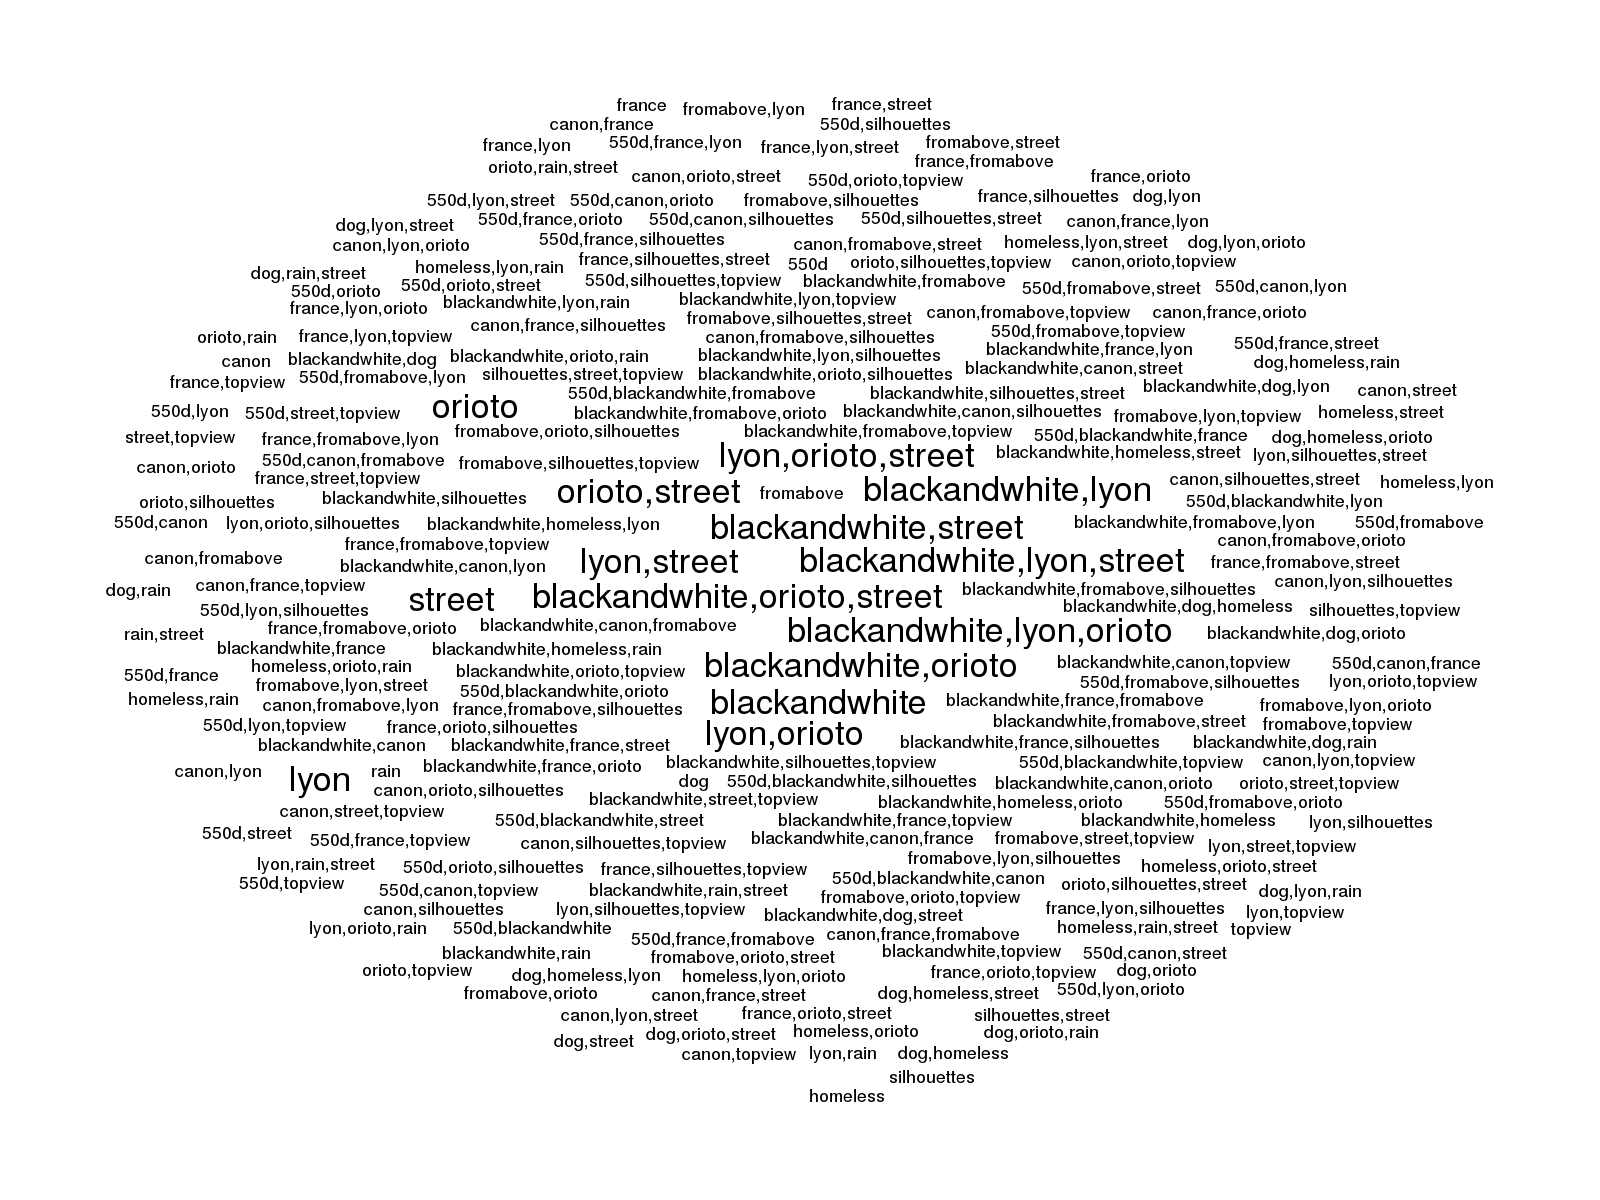 france fromabove,lyon france,street
canon,france 550d,silhouettes
france,lyon 550d,france,lyon france,lyon,street fromabove,street
orioto,rain,street france,fromabove
canon,orioto,street 550d,orioto,topview france,orioto
550d,lyon,street 550d,canon,orioto fromabove,silhouettes france,silhouettes dog,lyon
dog,lyon,street 550d,france,orioto 550d,canon,silhouettes 550d,silhouettes,street canon,france,lyon
canon,lyon,orioto 550d,france,silhouettes canon,fromabove,street homeless,lyon,street dog,lyon,orioto
dog,rain,street homeless,lyon,rain france,silhouettes,street 550d orioto,silhouettes,topview canon,orioto,topview
550d,orioto 550d,orioto,street 550d,silhouettes,topview blackandwhite,fromabove 550d,fromabove,street 550d,canon,lyon
france,lyon,orioto blackandwhite,lyon,rain blackandwhite,lyon,topview
canon,france,silhouettes fromabove,silhouettes,street canon,fromabove,topview canon,france,orioto
orioto,rain france,lyon,topview canon,fromabove,silhouettes 550d,fromabove,topview
canon blackandwhite,dog blackandwhite,orioto,rain blackandwhite,lyon,silhouettes blackandwhite,france,lyon 550d,france,street
dog,homeless,rain
france,topview 550d,fromabove,lyon silhouettes,street,topview blackandwhite,orioto,silhouettes blackandwhite,canon,street
550d,blackandwhite,fromabove blackandwhite,silhouettes,street blackandwhite,dog,lyon canon,street
550d,lyon 550d,street,topview orioto blackandwhite,fromabove,orioto blackandwhite,canon,silhouettes fromabove,lyon,topview homeless,street
street,topview france,fromabove,lyon fromabove,orioto,silhouettes blackandwhite,fromabove,topview 550d,blackandwhite,france dog,homeless,orioto
canon,orioto 550d,canon,fromabove fromabove,silhouettes,topview lyon,orioto,street blackandwhite,homeless,street lyon,silhouettes,street
france,street,topview canon,silhouettes,street homeless,lyon
orioto,silhouettes blackandwhite,silhouettes orioto,street fromabove blackandwhite,lyon 550d,blackandwhite,lyon
550d,canon lyon,orioto,silhouettes blackandwhite,homeless,lyon blackandwhite,street blackandwhite,fromabove,lyon 550d,fromabove
france,fromabove,topview canon,fromabove,orioto
canon,fromabove blackandwhite,canon,lyon lyon,street blackandwhite,lyon,street france,fromabove,street
dog,rain canon,france,topview blackandwhite,fromabove,silhouettes canon,lyon,silhouettes
550d,lyon,silhouettes street blackandwhite,orioto,street blackandwhite,dog,homeless silhouettes,topview
rain,street france,fromabove,orioto blackandwhite,canon,fromabove blackandwhite,lyon,orioto blackandwhite,dog,orioto
blackandwhite,france blackandwhite,homeless,rain
550d,france homeless,orioto,rain blackandwhite,orioto,topview blackandwhite,orioto blackandwhite,canon,topview 550d,canon,france
fromabove,lyon,street 550d,blackandwhite,orioto 550d,fromabove,silhouettes lyon,orioto,topview
homeless,rain canon,fromabove,lyon france,fromabove,silhouettes blackandwhite blackandwhite,france,fromabove fromabove,lyon,orioto
550d,lyon,topview france,orioto,silhouettes lyon,orioto blackandwhite,fromabove,street fromabove,topview
blackandwhite,canon blackandwhite,france,street blackandwhite,france,silhouettes blackandwhite,dog,rain
canon,lyon lyon rain blackandwhite,france,orioto blackandwhite,silhouettes,topview 550d,blackandwhite,topview canon,lyon,topview
canon,orioto,silhouettes dog 550d,blackandwhite,silhouettes blackandwhite,canon,orioto orioto,street,topview
canon,street,topview blackandwhite,street,topview blackandwhite,homeless,orioto 550d,fromabove,orioto
550d,street 550d,blackandwhite,street blackandwhite,france,topview blackandwhite,homeless lyon,silhouettes
550d,france,topview canon,silhouettes,topview blackandwhite,canon,france fromabove,street,topview lyon,street,topview
lyon,rain,street 550d,orioto,silhouettes france,silhouettes,topview fromabove,lyon,silhouettes homeless,orioto,street
550d,topview 550d,canon,topview blackandwhite,rain,street 550d,blackandwhite,canon orioto,silhouettes,street dog,lyon,rain
canon,silhouettes lyon,silhouettes,topview fromabove,orioto,topview france,lyon,silhouettes lyon,topview
lyon,orioto,rain 550d,blackandwhite blackandwhite,dog,street homeless,rain,street topview
550d,france,fromabove canon,france,fromabove
blackandwhite,rain fromabove,orioto,street blackandwhite,topview 550d,canon,street
orioto,topview dog,homeless,lyon homeless,lyon,orioto france,orioto,topview dog,orioto
fromabove,orioto canon,france,street dog,homeless,street 550d,lyon,orioto
canon,lyon,street france,orioto,street silhouettes,street
dog,street dog,orioto,street homeless,orioto dog,orioto,rain
canon,topview lyon,rain dog,homeless
silhouettes
homeless